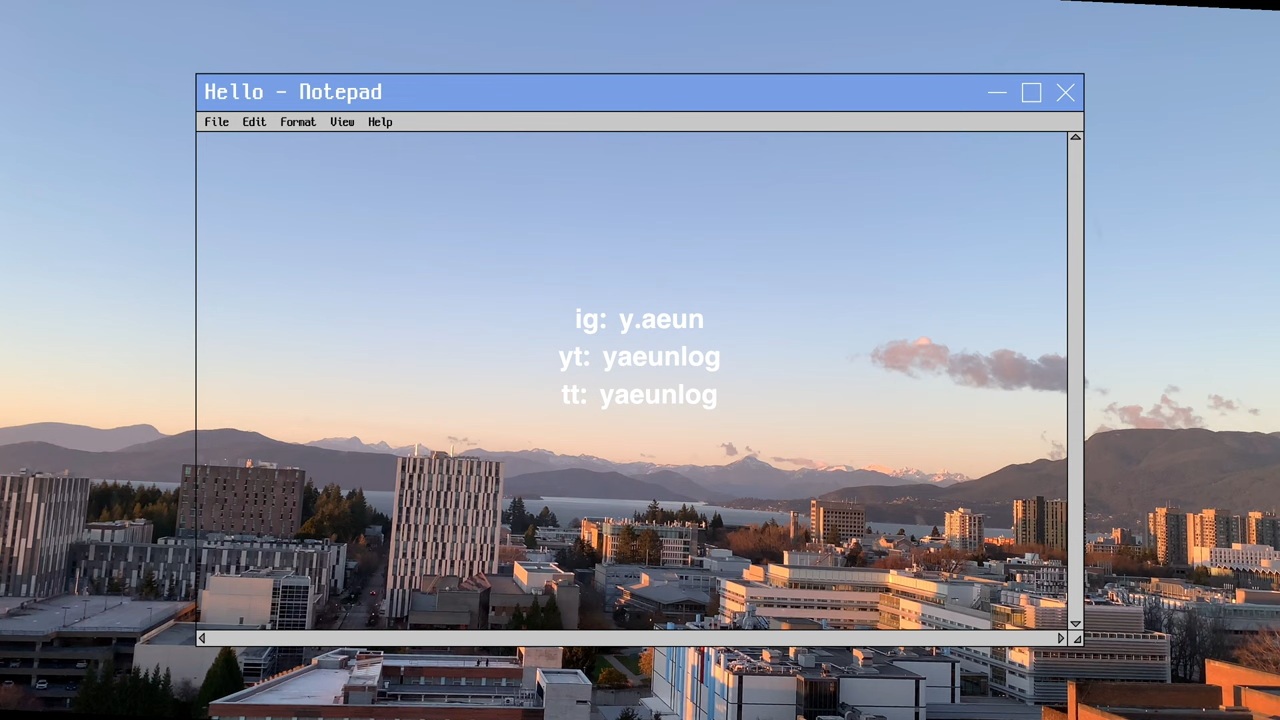 Hello - Notepad
File Edit Format View Help
ig: y.aeun
yt: yaeunlog
tt: yaeunlog